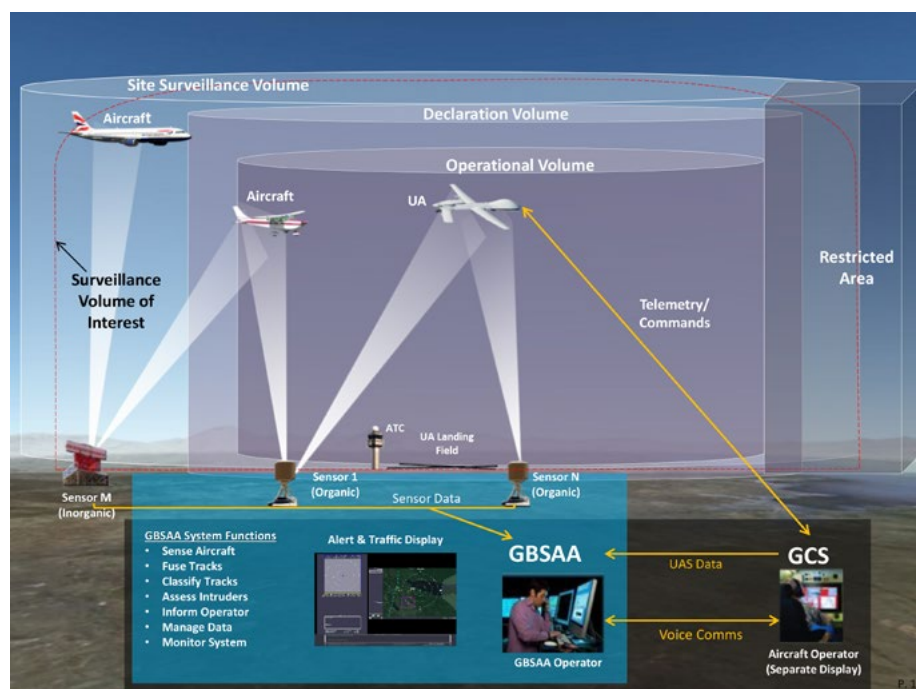 Site Surveillance Volume
Aircraft
Declaration Volume
Operational Volume
Aircraft
UA
Restricted
Area
Surveillance
Volume of
Interest
Telemetry/
Commands
ATC
UA Landing
Field
Sensor M
(Inorganic)
Sensor 1
(Organic)
Sensor N
(Organic)
Sensor Data
GBSAA System Functions
• Sense Aircraft
• Fuse Tracks
• Classify Tracks
• Assess Intruders
• Inform Operator
• Manage Data
• Monitor System
Alert & Traffic Display
GBSAA
GBSAA Operator
UAS Data
Voice Comms
GCS
Aircraft Operator
(Separate Display)
P. 1